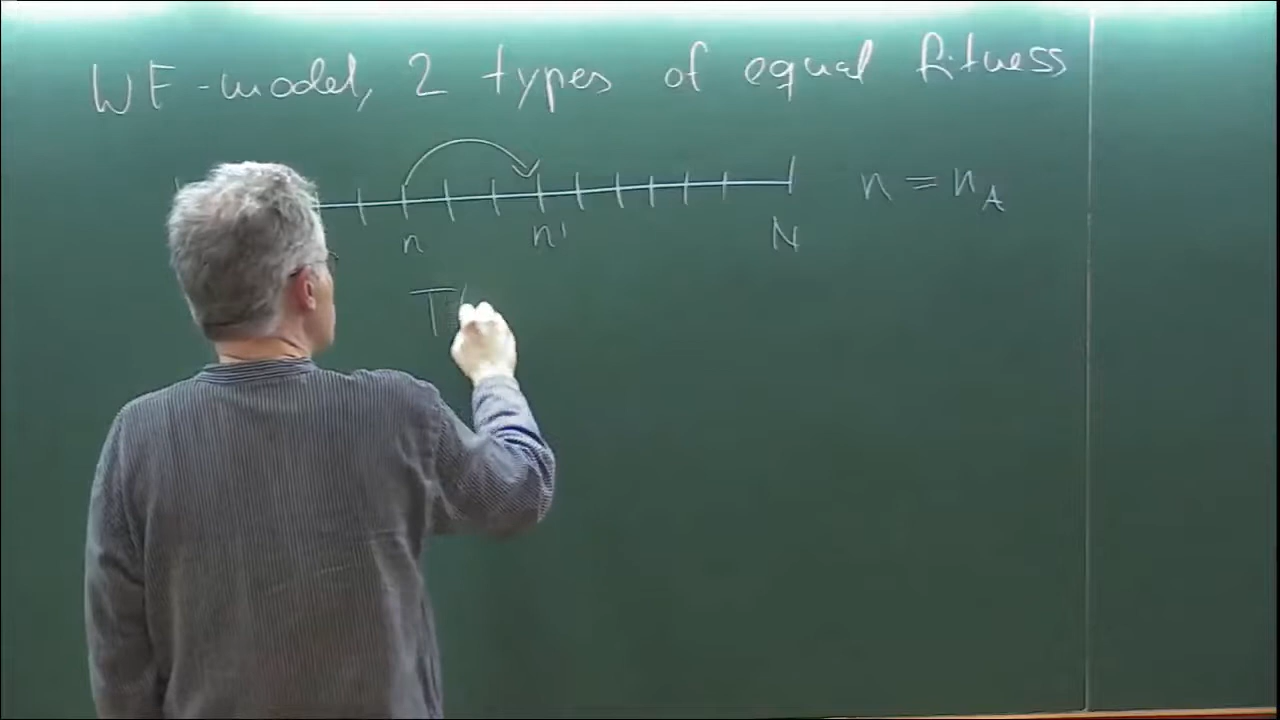 WF-model, 2 types of equal fitness
n = n_A
n n' N
T(